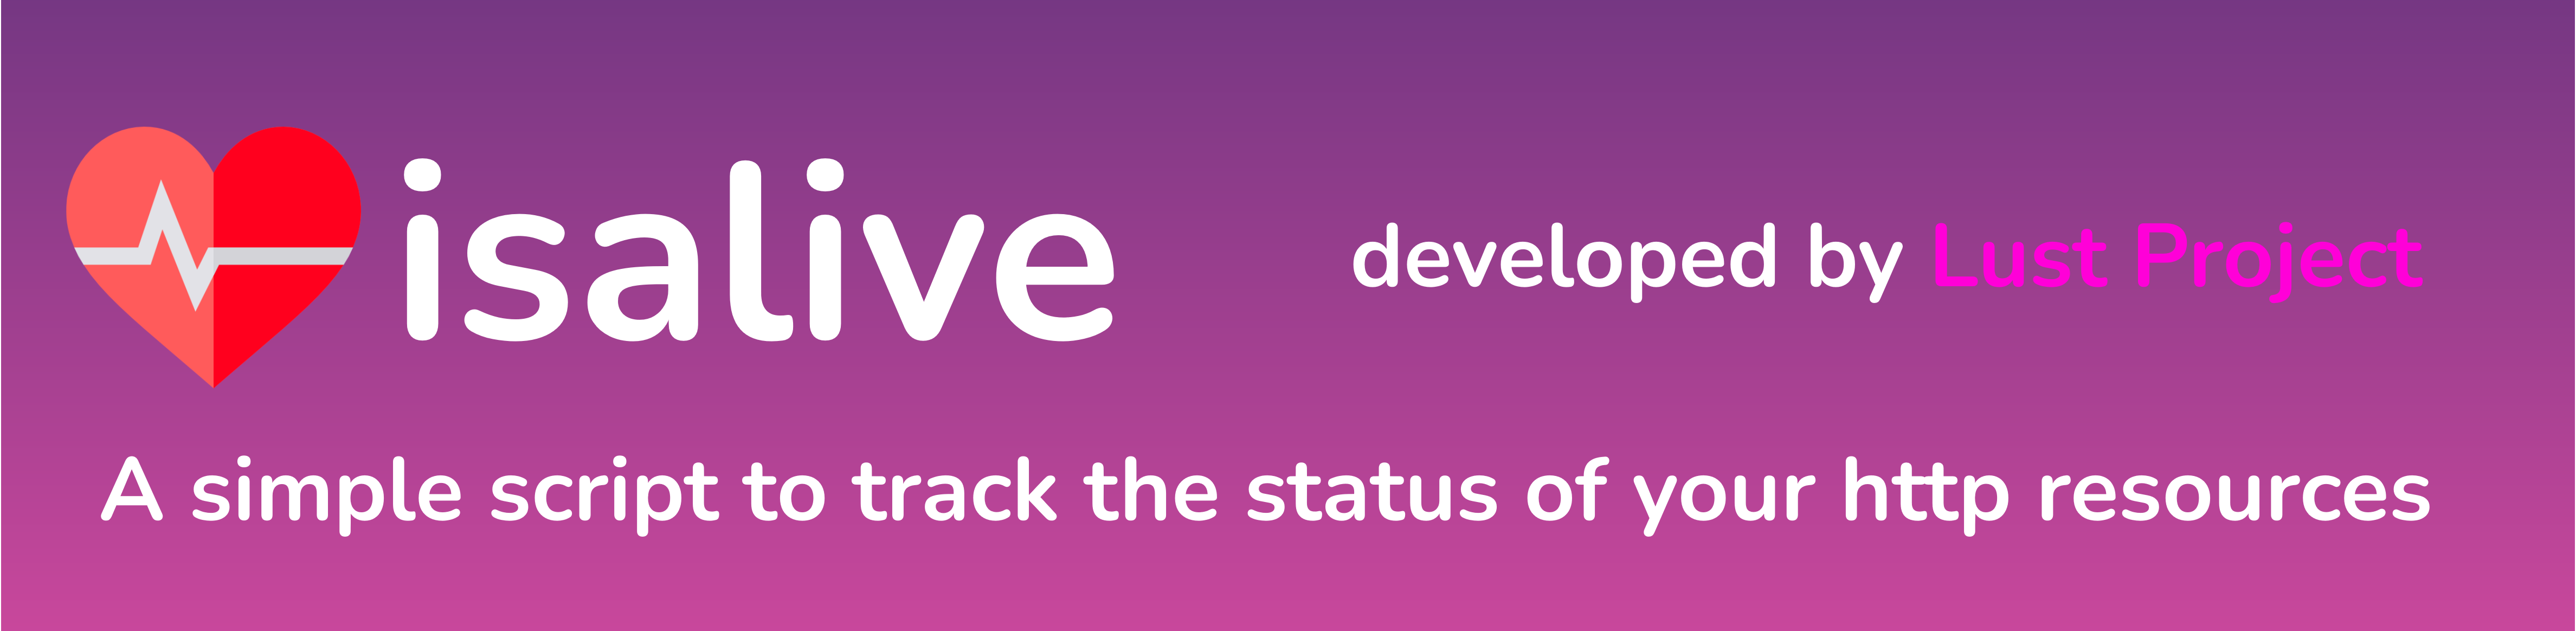 isalive
developed by Lust Project
A simple script to track the status of your http resources